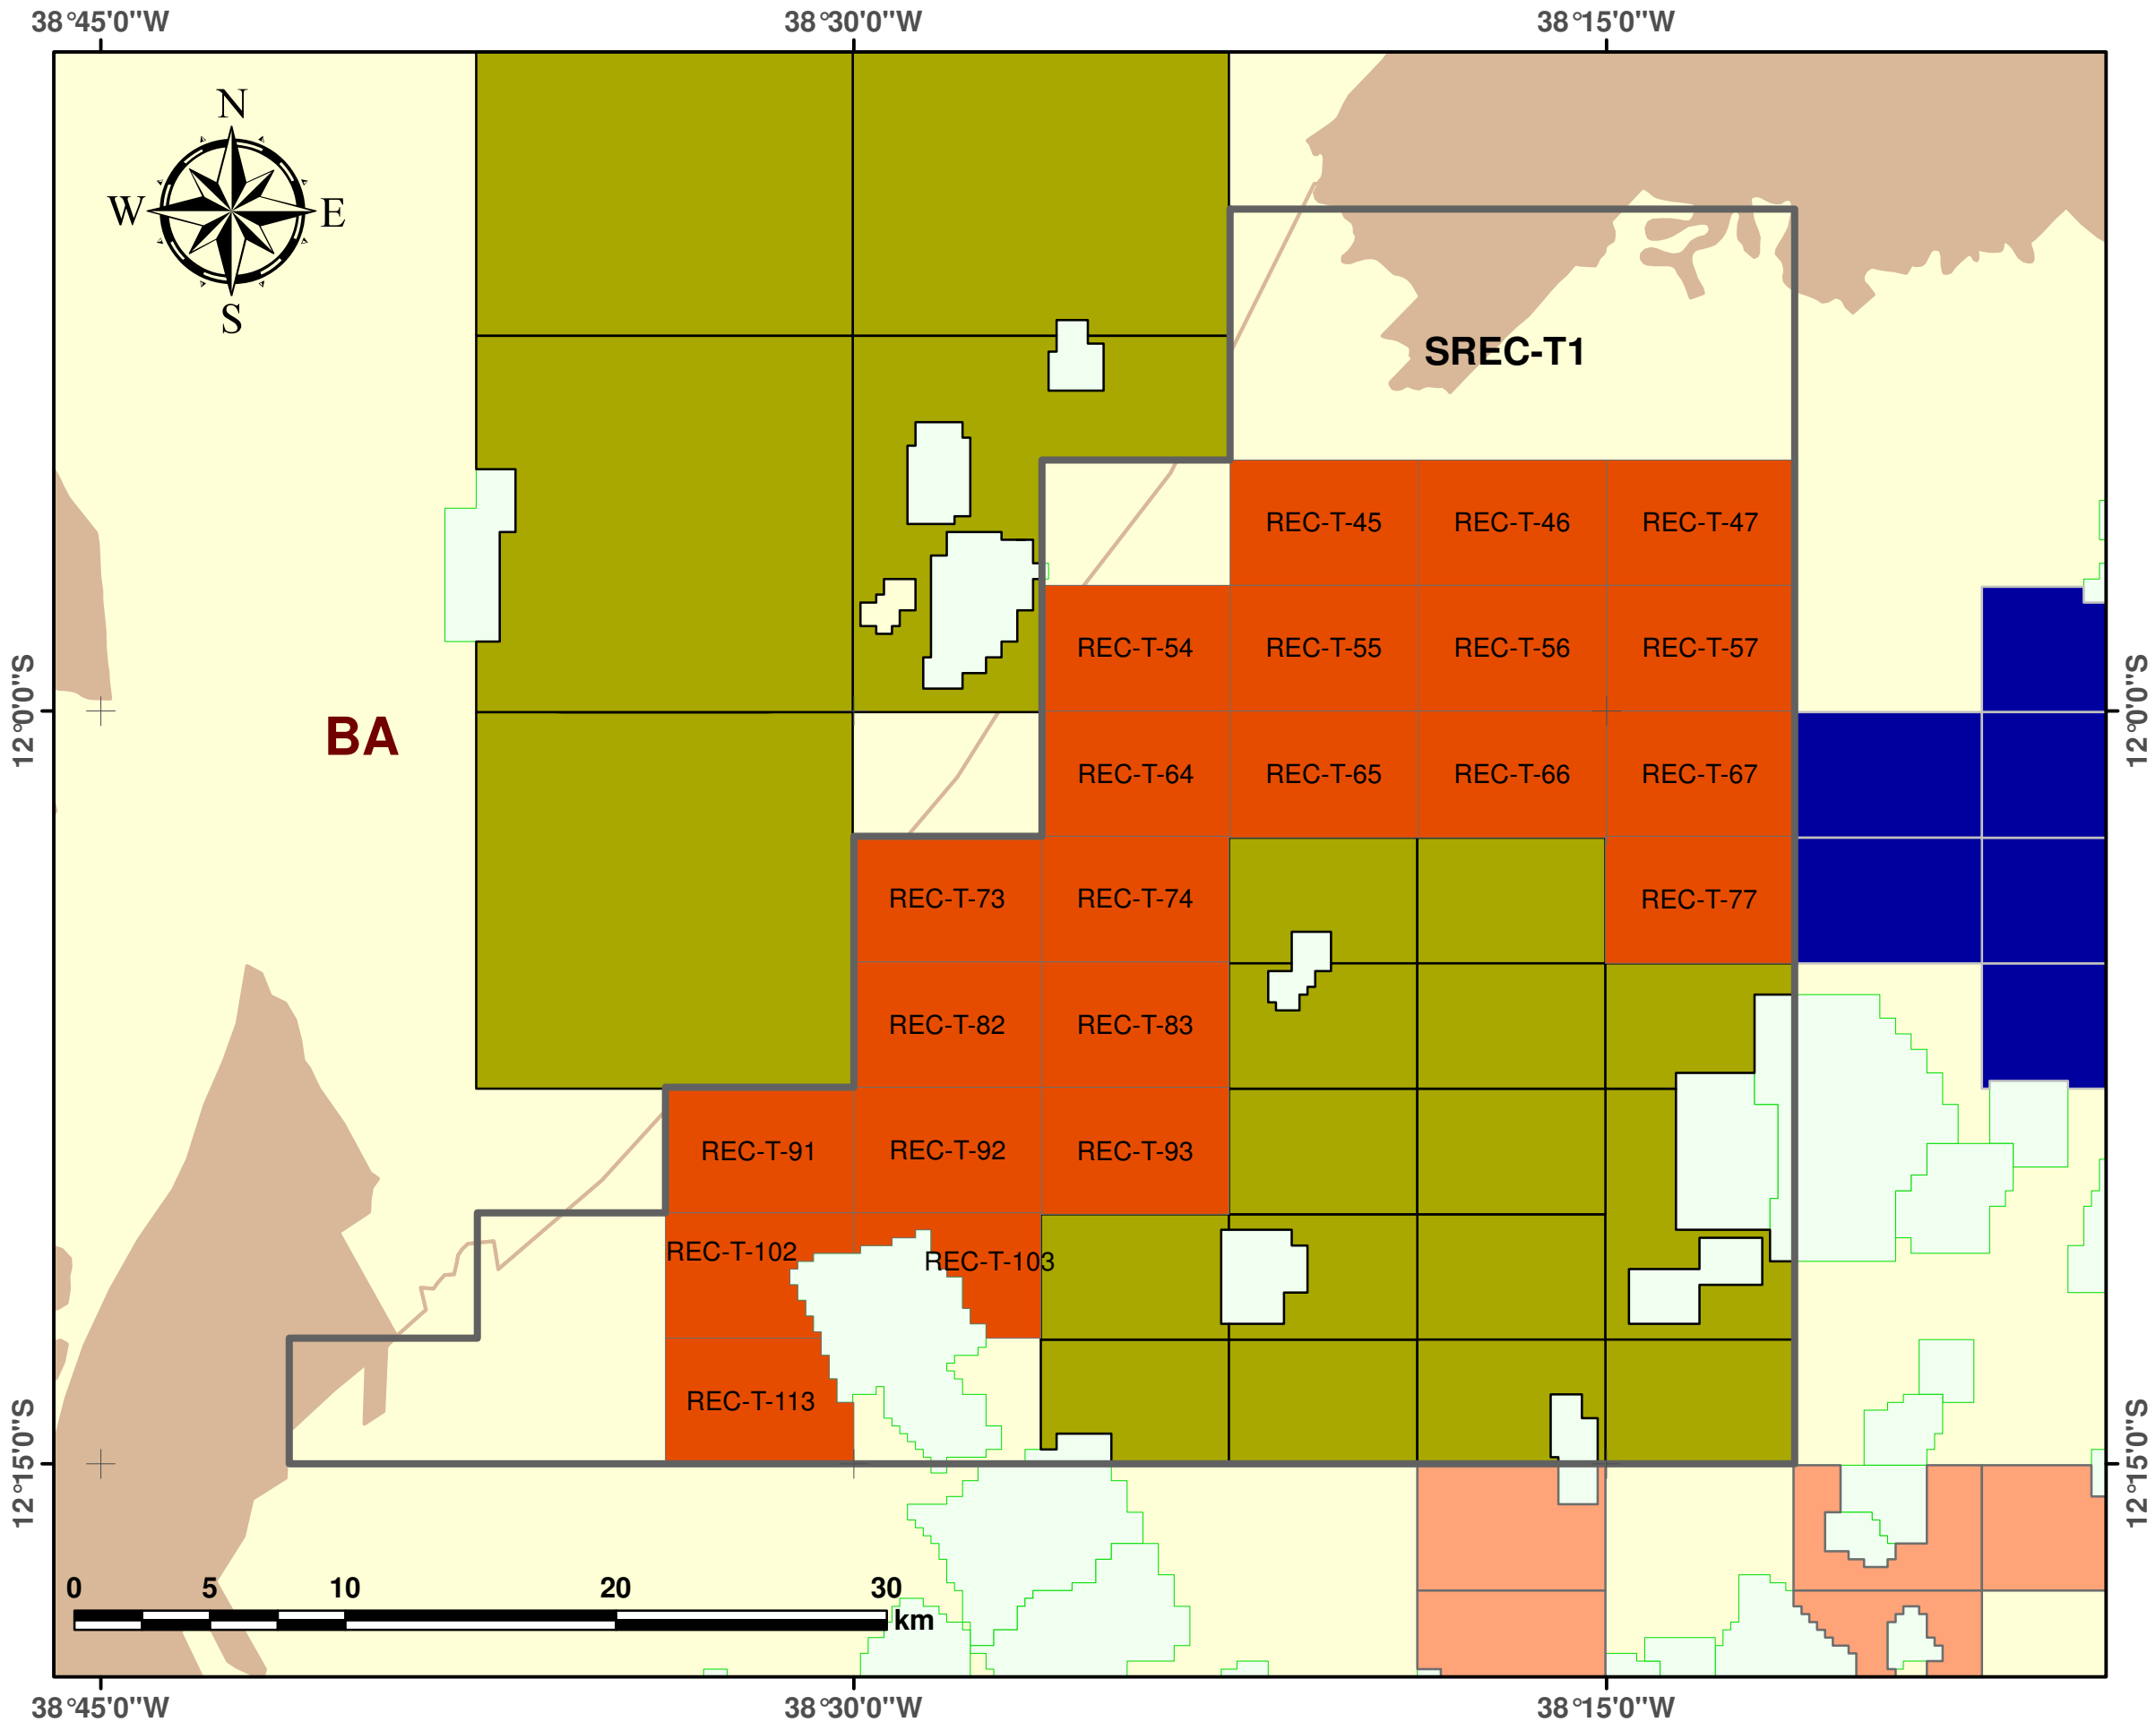 38°45'0"W 38°30'0"W 38°15'0"W
N
W E
S
SREC-T1
REC-T-45 REC-T-46 REC-T-47
REC-T-54 REC-T-55 REC-T-56 REC-T-57
12°0'0"S 12°0'0"S
BA
REC-T-64 REC-T-65 REC-T-66 REC-T-67
REC-T-73 REC-T-74 REC-T-77
REC-T-82 REC-T-83
REC-T-91 REC-T-92 REC-T-93
REC-T-102 REC-T-103
REC-T-113
12°15'0"S 12°15'0"S
0 5 10 20 30
km
38°45'0"W 38°30'0"W 38°15'0"W